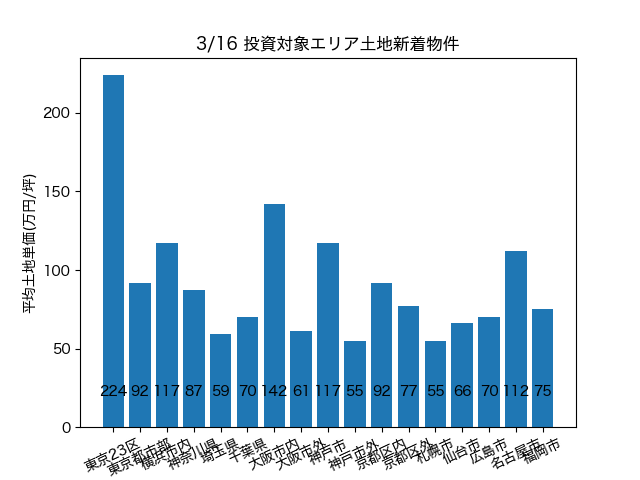 3/16 投資対象エリア土地新着物件
平均土地単価(万円/坪)
200
150
100
50
0
224 92 117 87 59 70 142 61 117 55 92 77 55 66 70 112 75
東京23区
東京都市部
横浜市内
神奈川県
埼玉県
千葉県
大阪市内
大阪市外
神戸市
神戸市外
京都区内
京都区外
札幌市
仙台市
広島市
名古屋市
福岡市